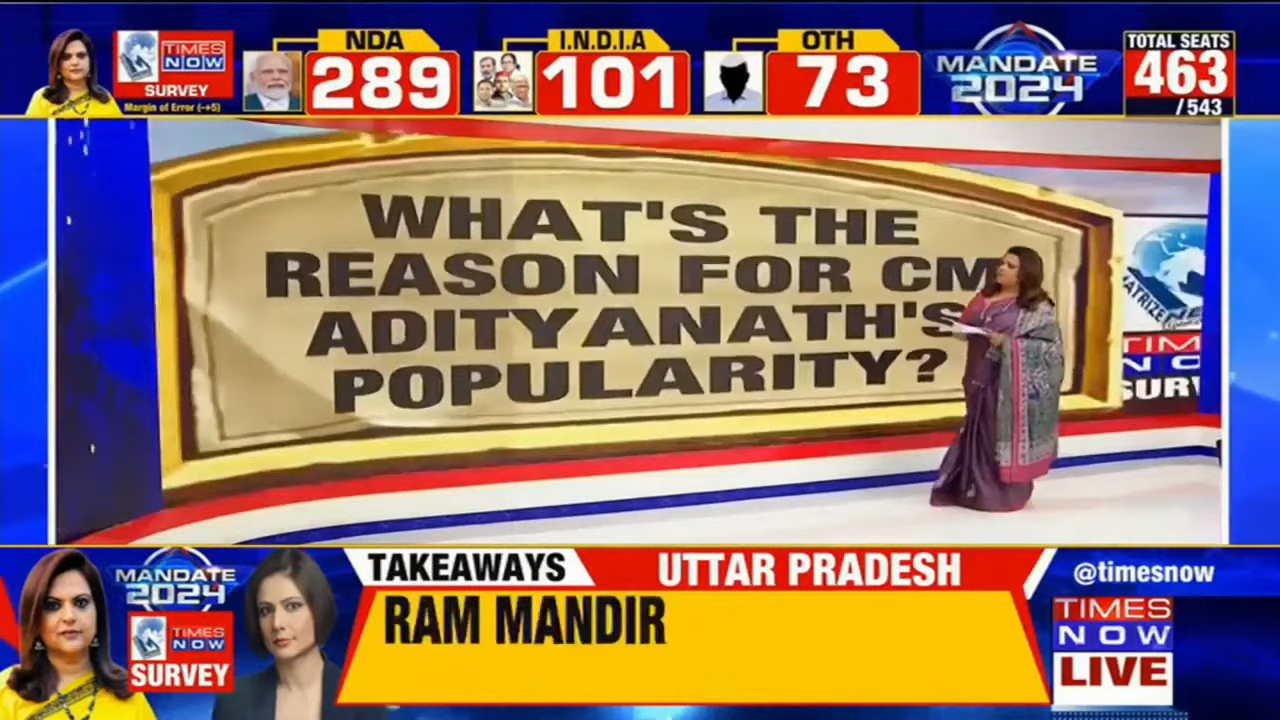 NDA
I.N.D.I.A
OTH
TIMES
NOW
SURVEY
Margin of Error (-+5)
289
101
73
MANDATE
2024
TOTAL SEATS
463
/543
WHAT'S THE
REASON FOR CM
ADITYANATH'S
POPULARITY?
SURV
MANDATE
2024
TIMES
NOW
SURVEY
TAKEAWAYS
UTTAR PRADESH
RAM MANDIR
@timesnow
TIMES
NOW
LIVE